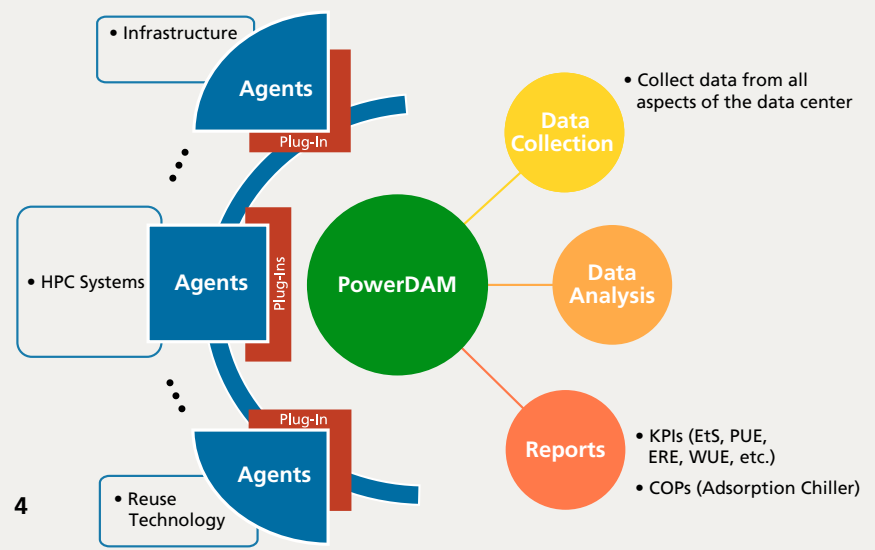 • Infrastructure
Agents
Plug-In
• HPC Systems
Agents
Plug-Ins
Plug-In
Agents
• Reuse
Technology
4
PowerDAM
Data
Collection
• Collect data from all
aspects of the data center
Data
Analysis
Reports
• KPIs (EtS, PUE,
ERE, WUE, etc.)
• COPs (Adsorption Chiller)